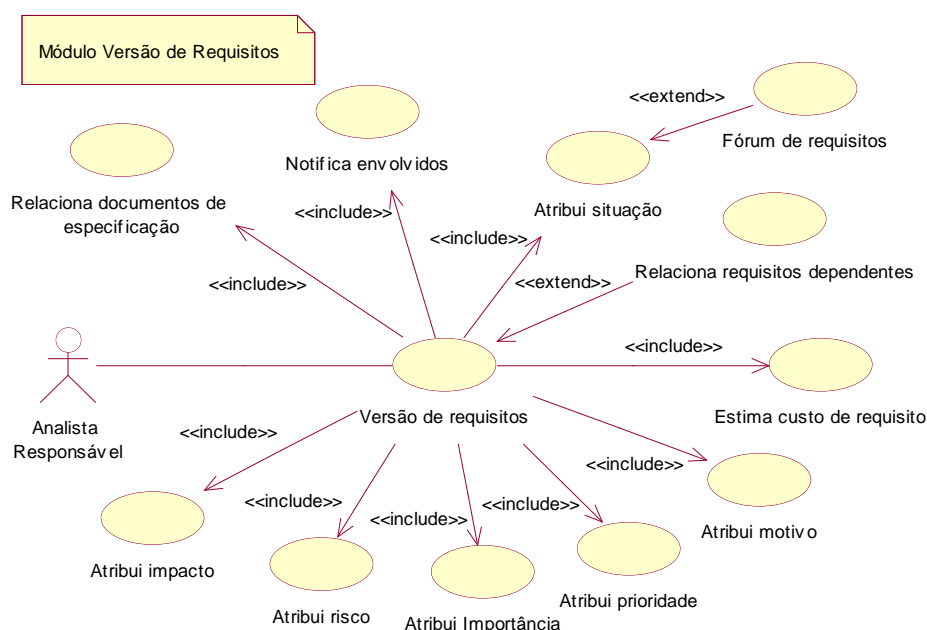 Módulo Versão de Requisitos
<<extend>>
Fórum de requisitos
Notifica envolvidos
Atribui situação
Relaciona documentos de
especificação
<<include>>
<<include>>
<<include>>
<<extend>>
Relaciona requisitos dependentes
<<include>>
Analista
Responsável
Versão de requisitos
Estima custo de requisito
<<include>>
<<include>>
<<include>>
<<include>>
<<include>>
Atribui motivo
Atribui impacto
Atribui risco
Atribui Importância
Atribui prioridade